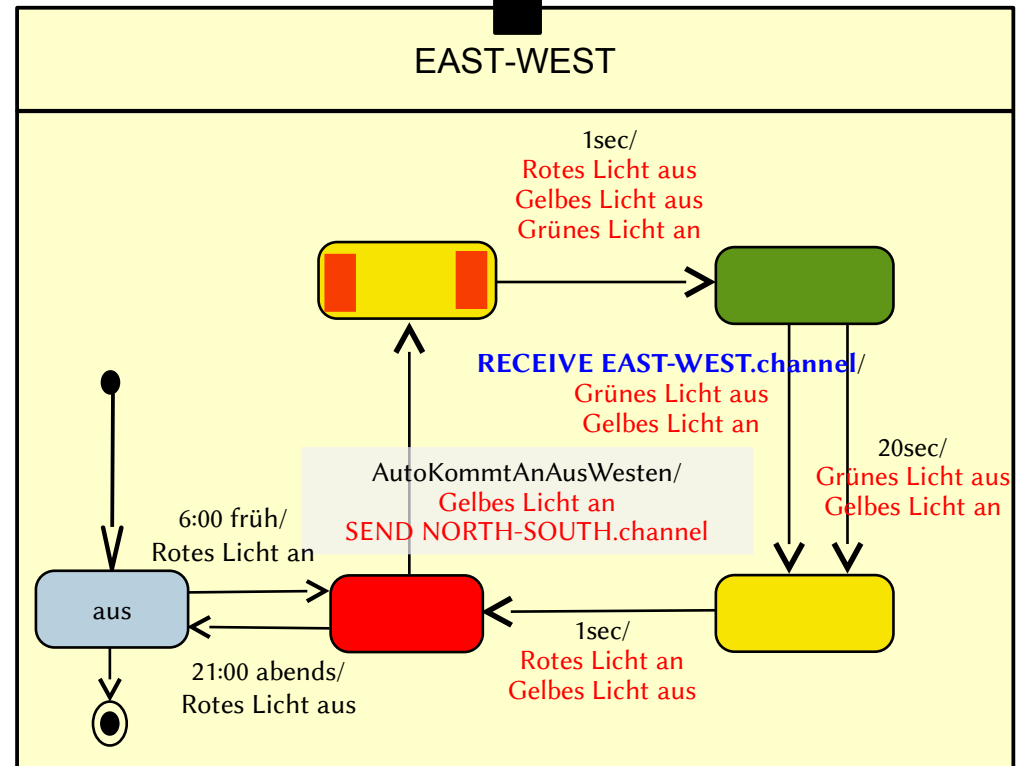 EAST-WEST
1sec/
Rotes Licht aus
Gelbes Licht aus
Grünes Licht an
RECEIVE EAST-WEST.channel/
Grünes Licht aus
Gelbes Licht an
20sec/
Grünes Licht aus
Gelbes Licht an
AutoKommtAnAusWesten/
Gelbes Licht an
SEND NORTH-SOUTH.channel
6:00 früh/
Rotes Licht an
aus
21:00 abends/
Rotes Licht aus
1sec/
Rotes Licht an
Gelbes Licht aus